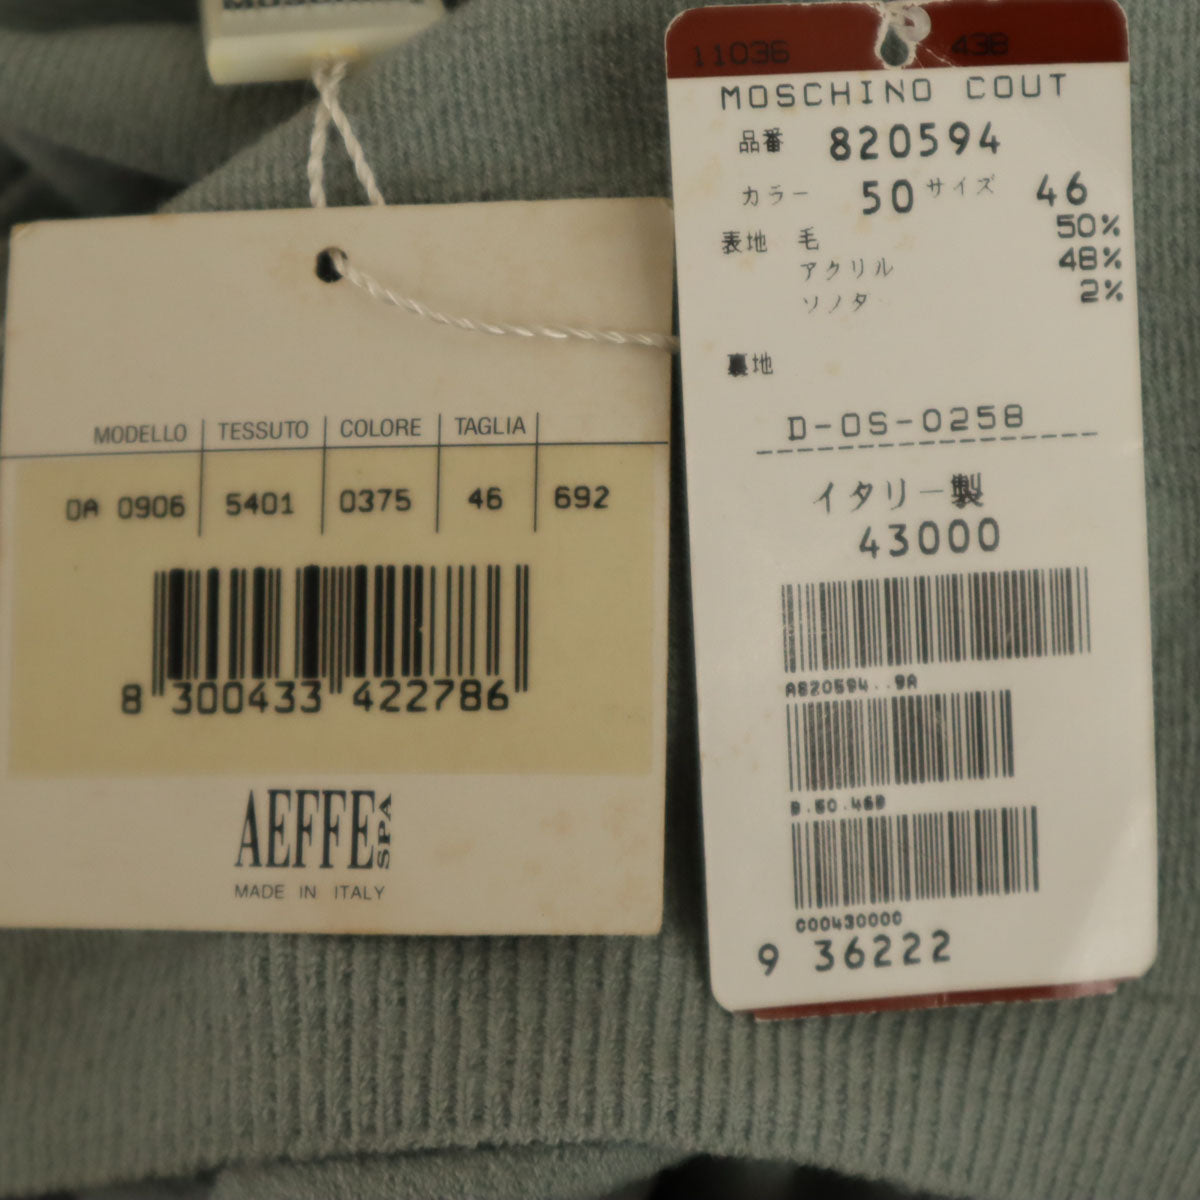 MODELLO TESSUTO COLORE TAGLIA
DA 0906 5401 0375 46 692
8 300433 422786
AEFFE SPA
MADE IN ITALY
11036 438
MOSCHINO COUT
品番 820594
カラー 50 サイズ 46
表地 毛 50%
アクリル 48%
ソノタ 2%
裏地
D-OS-0258
イタリー製
43000
A820594..9A
000430000
9 36222